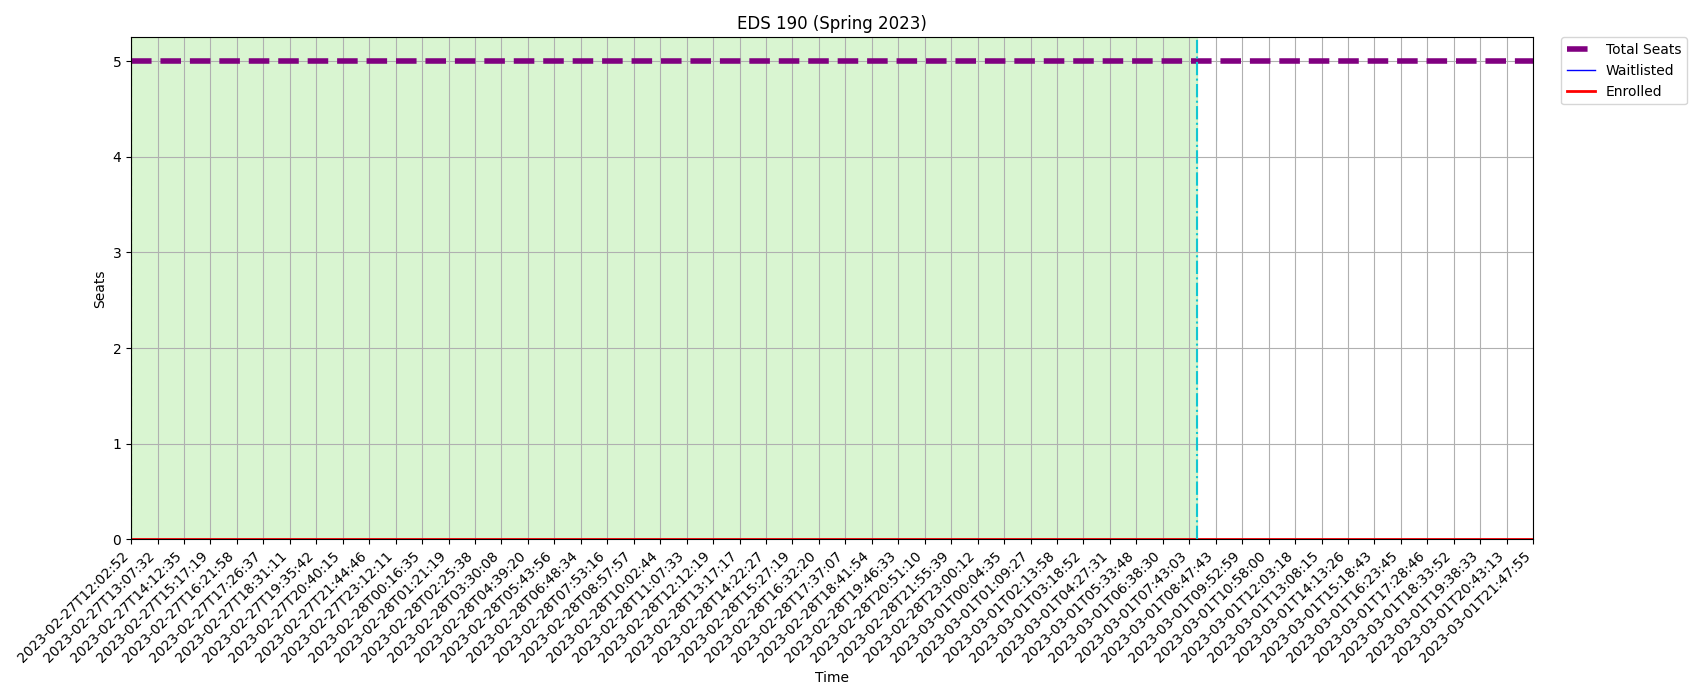 EDS 190 (Spring 2023)
Total Seats
Waitlisted
Enrolled
Seats
5
4
3
2
1
0
2023-02-27T12:02:52
2023-02-27T13:07:32
2023-02-27T14:12:35
2023-02-27T15:17:19
2023-02-27T16:21:58
2023-02-27T17:26:37
2023-02-27T18:31:11
2023-02-27T19:35:42
2023-02-27T20:40:15
2023-02-27T21:44:46
2023-02-27T23:12:11
2023-02-28T00:16:35
2023-02-28T01:21:19
2023-02-28T02:25:38
2023-02-28T03:30:08
2023-02-28T04:39:20
2023-02-28T05:43:56
2023-02-28T06:48:34
2023-02-28T07:53:16
2023-02-28T08:57:57
2023-02-28T10:02:44
2023-02-28T11:07:33
2023-02-28T12:12:19
2023-02-28T13:17:17
2023-02-28T14:22:27
2023-02-28T15:27:19
2023-02-28T16:32:20
2023-02-28T17:37:07
2023-02-28T18:41:54
2023-02-28T19:46:33
2023-02-28T20:51:10
2023-02-28T21:55:39
2023-02-28T23:00:12
2023-03-01T00:04:35
2023-03-01T01:09:27
2023-03-01T02:13:58
2023-03-01T03:18:52
2023-03-01T04:27:31
2023-03-01T05:33:48
2023-03-01T06:38:30
2023-03-01T07:43:03
2023-03-01T08:47:43
2023-03-01T09:52:59
2023-03-01T10:58:00
2023-03-01T12:03:18
2023-03-01T13:08:15
2023-03-01T14:13:26
2023-03-01T15:18:43
2023-03-01T16:23:45
2023-03-01T17:28:46
2023-03-01T18:33:52
2023-03-01T19:38:33
2023-03-01T20:43:13
2023-03-01T21:47:55
Time